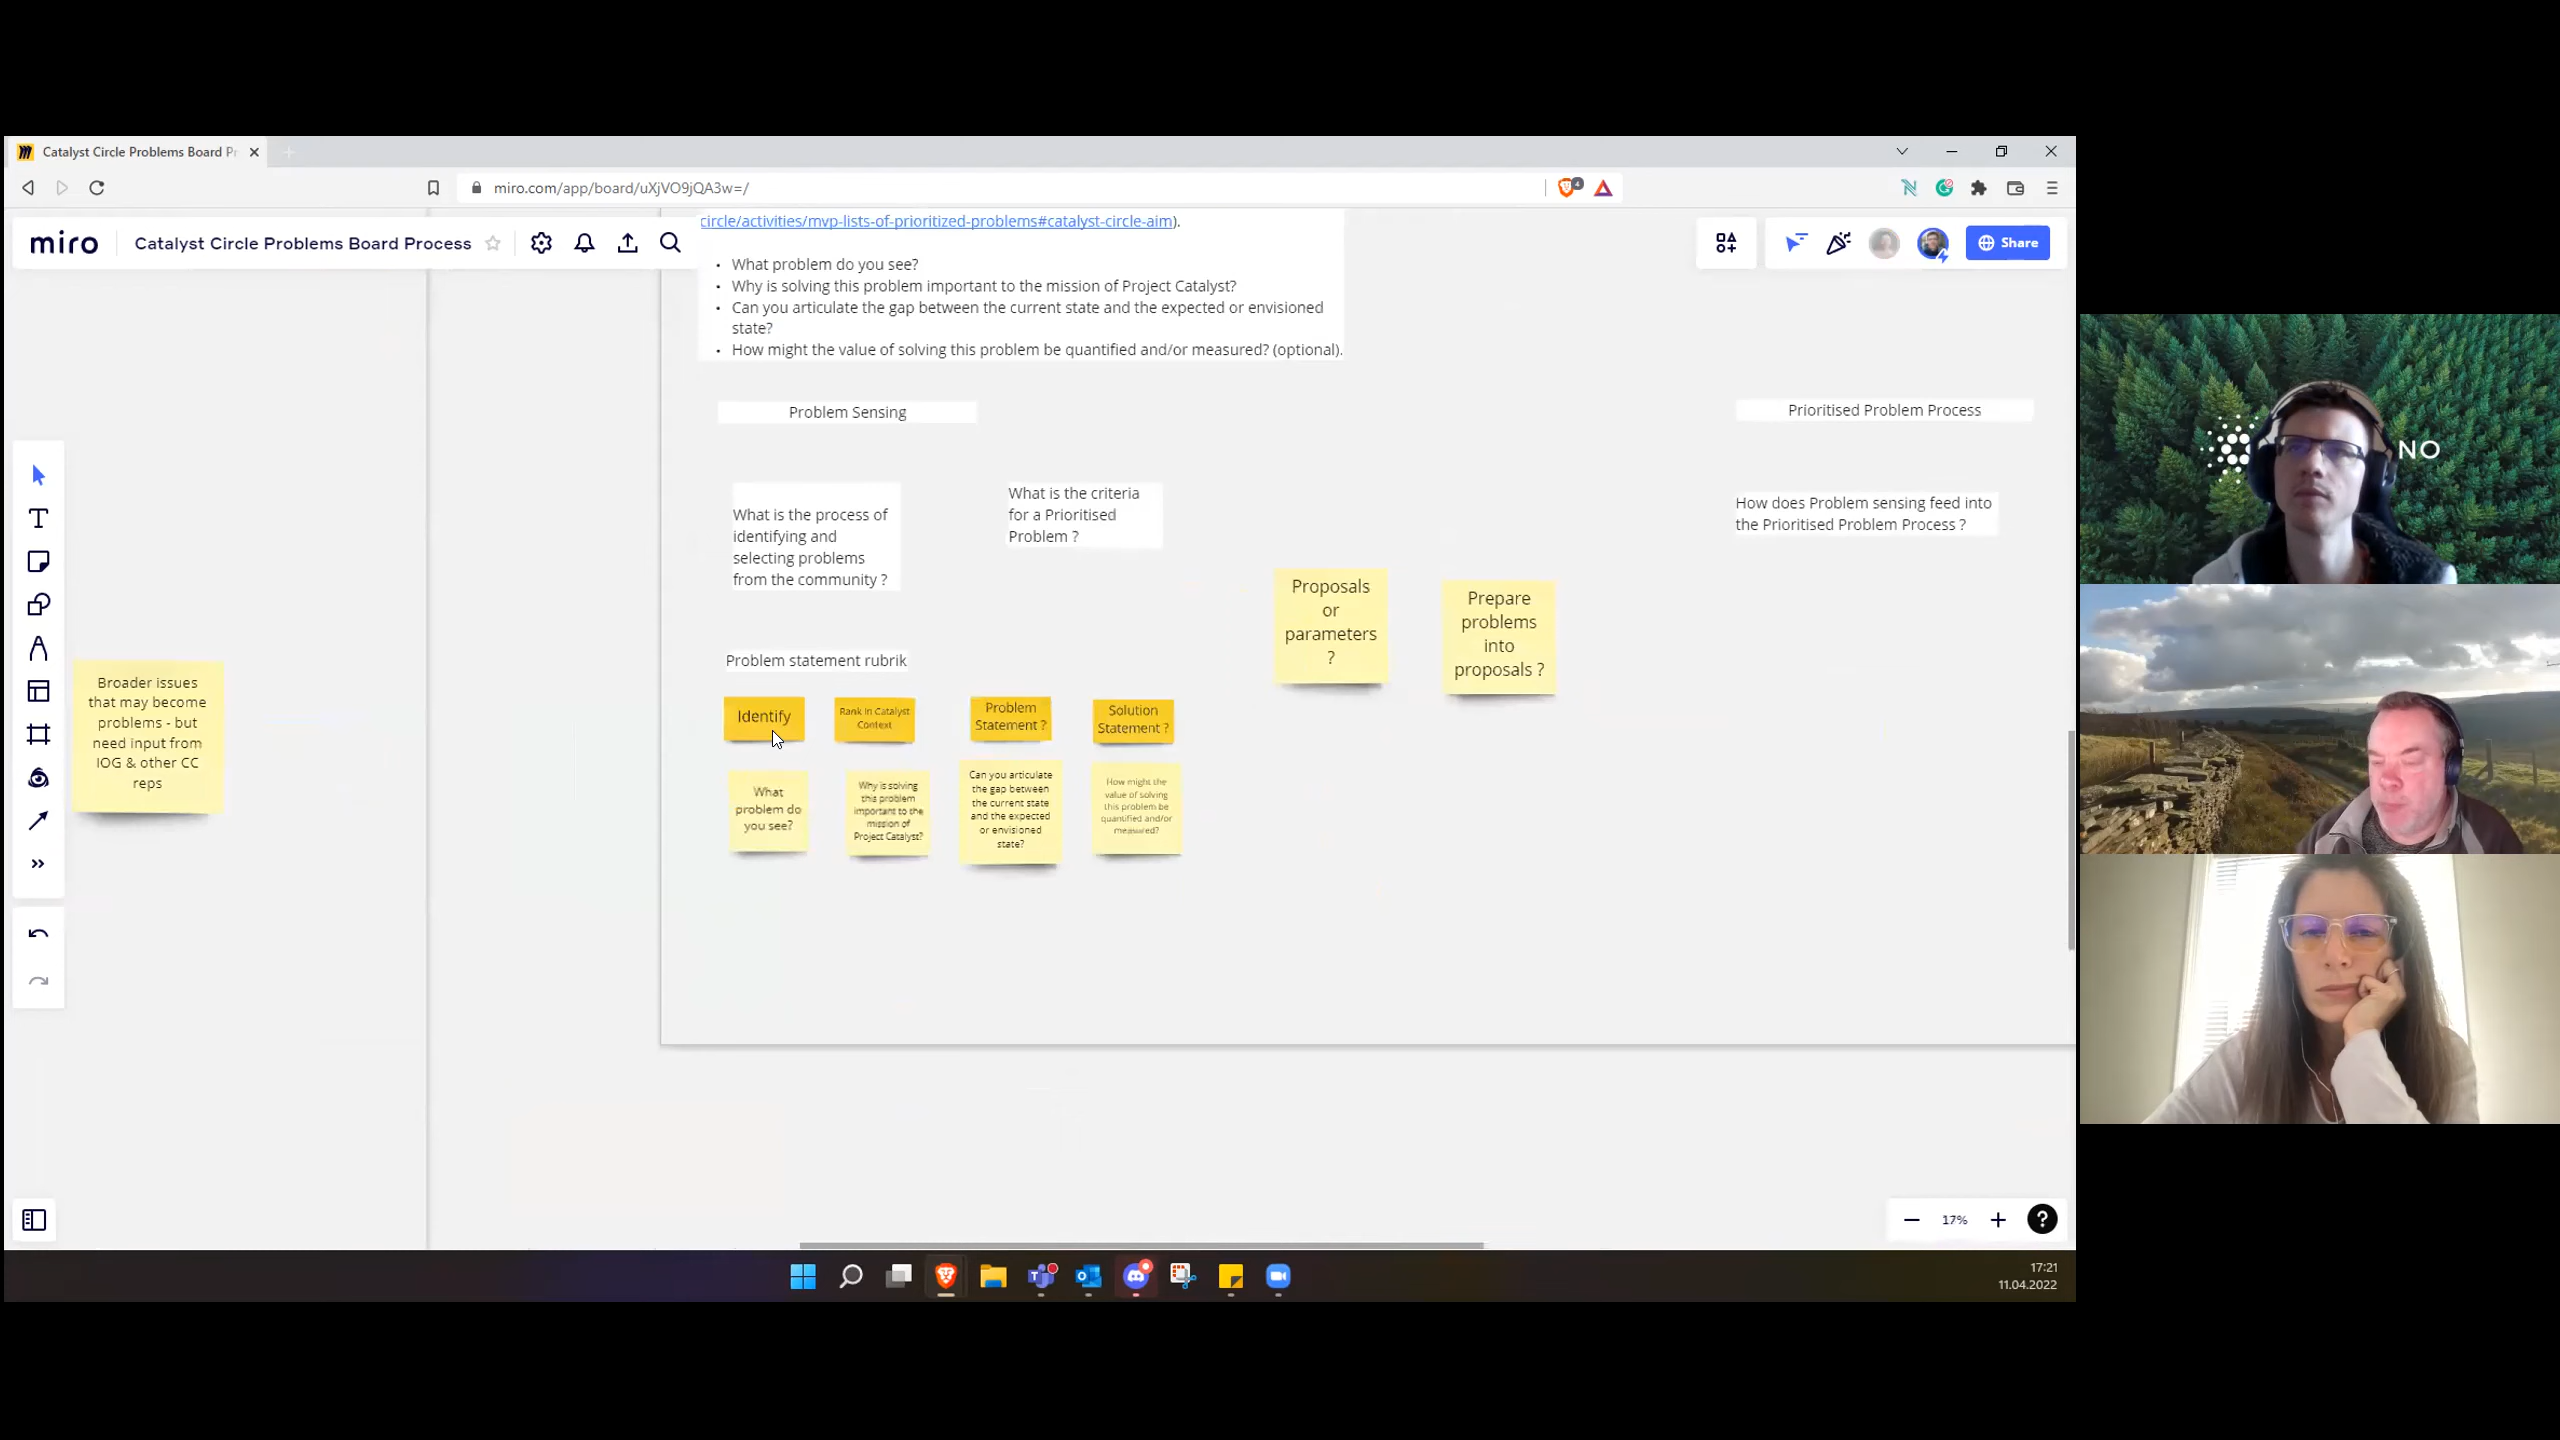 Catalyst Circle Problems Board Pr
miro.com/app/board/uXjVO9jQA3w=/
4
miro
Catalyst Circle Problems Board Process
Share
circle/activities/mvp-lists-of-prioritized-problems#catalyst-circle-aim).
• What problem do you see?
• Why is solving this problem important to the mission of Project Catalyst?
• Can you articulate the gap between the current state and the expected or envisioned
state?
• How might the value of solving this problem be quantified and/or measured? (optional).
Problem Sensing
Prioritised Problem Process
What is the process of
identifying and
selecting problems
from the community ?
What is the criteria
for a Prioritised
Problem ?
How does Problem sensing feed into
the Prioritised Problem Process ?
Proposals
or
parameters
?
Prepare
problems
into
proposals ?
Broader issues
that may become
problems - but
need input from
IOG & other CC
reps
Problem statement rubrik
Identify
Rank in Catalyst
Context
Problem
Statement ?
Solution
Statement ?
What
problem do
you see?
Why is solving
this problem
important to the
mission of
Project Catalyst?
Can you articulate
the gap between
the current state
and the expected
or envisioned
state?
How might the
value of solving
this problem be
quantified and/or
measured?
17%
?
17:21
11.04.2022
NO